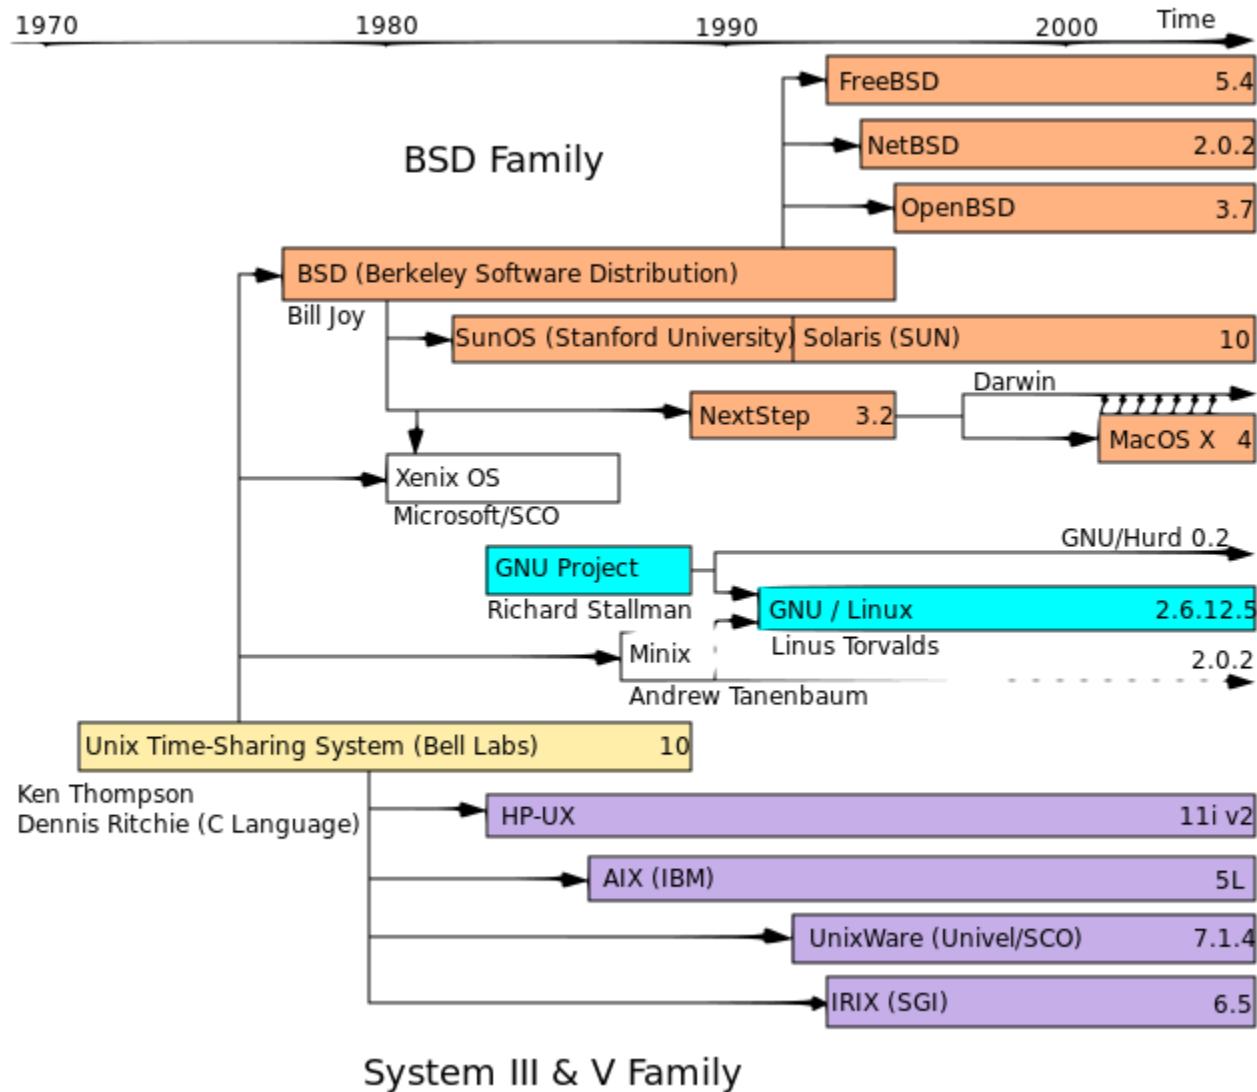 1970 1980 1990 2000 Time
FreeBSD 5.4
BSD Family
NetBSD 2.0.2
OpenBSD 3.7
BSD (Berkeley Software Distribution)
Bill Joy
SunOS (Stanford University) Solaris (SUN) 10
Darwin
NextStep 3.2
MacOS X 4
Xenix OS
Microsoft/SCO
GNU/Hurd 0.2
GNU Project
Richard Stallman
GNU / Linux 2.6.12.5
Linus Torvalds
Minix 2.0.2
Andrew Tanenbaum
Unix Time-Sharing System (Bell Labs) 10
Ken Thompson
Dennis Ritchie (C Language)
HP-UX 11i v2
AIX (IBM) 5L
UnixWare (Univel/SCO) 7.1.4
IRIX (SGI) 6.5
System III & V Family